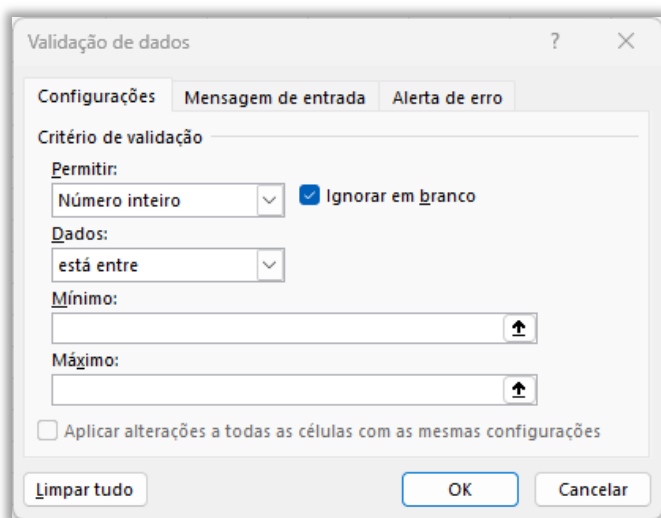 Validação de dados ?
Configurações Mensagem de entrada Alerta de erro
Critério de validação
Permitir:
Número inteiro Ignorar em branco
Dados:
está entre
Mínimo:
Máximo:
Aplicar alterações a todas as células com as mesmas configurações
Limpar tudo OK Cancelar